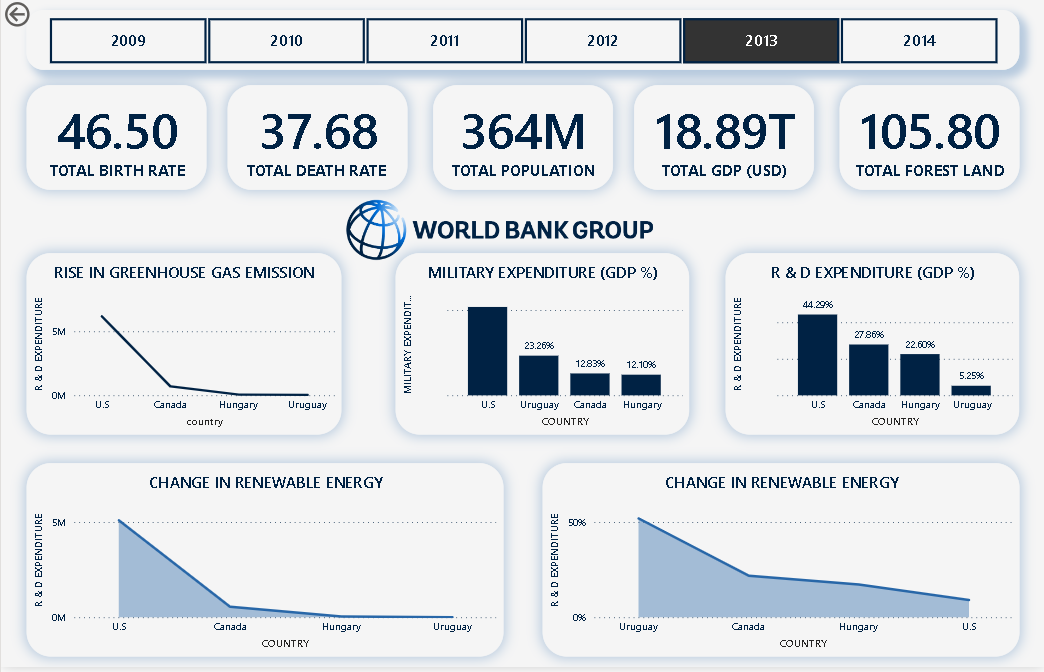 2009 2010 2011 2012 2013 2014
46.50 37.68 364M 18.89T 105.80
TOTAL BIRTH RATE TOTAL DEATH RATE TOTAL POPULATION TOTAL GDP (USD) TOTAL FOREST LAND
WORLD BANK GROUP
RISE IN GREENHOUSE GAS EMISSION
R & D EXPENDITURE
5M
0M
U.S Canada Hungary Uruguay
country
MILITARY EXPENDITURE (GDP %)
MILITARY EXPENDIT...
23.26%
12.83%
12.10%
U.S Uruguay Canada Hungary
COUNTRY
R & D EXPENDITURE (GDP %)
R & D EXPENDITURE
44.29%
27.86%
22.60%
5.25%
U.S Canada Hungary Uruguay
COUNTRY
CHANGE IN RENEWABLE ENERGY
R & D EXPENDITURE
5M
0M
U.S Canada Hungary Uruguay
COUNTRY
CHANGE IN RENEWABLE ENERGY
R & D EXPENDITURE
50%
0%
Uruguay Canada Hungary U.S
COUNTRY